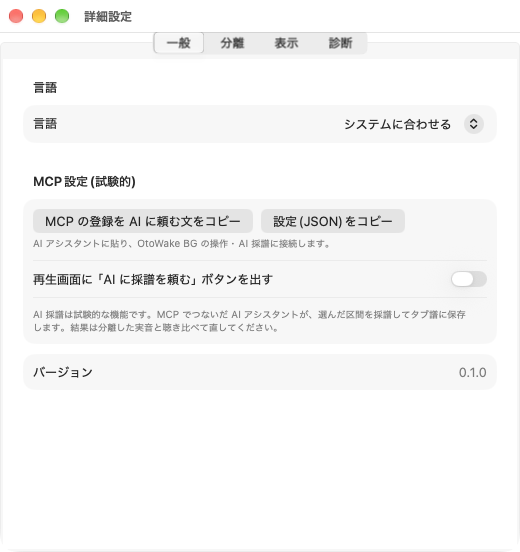 詳細設定
一般 分離 表示 診断
言語
言語 システムに合わせる
MCP 設定 (試験的)
MCP の登録を AI に頼む文をコピー 設定 (JSON) をコピー
AI アシスタントに貼り、OtoWake BG の操作・AI 採譜に接続します。
再生画面に「AI に採譜を頼む」ボタンを出す
AI 採譜は試験的な機能です。MCP でつないだ AI アシスタントが、選んだ区間を採譜してタブ譜に保存
します。結果は分離した実音と聴き比べて直してください。
バージョン 0.1.0